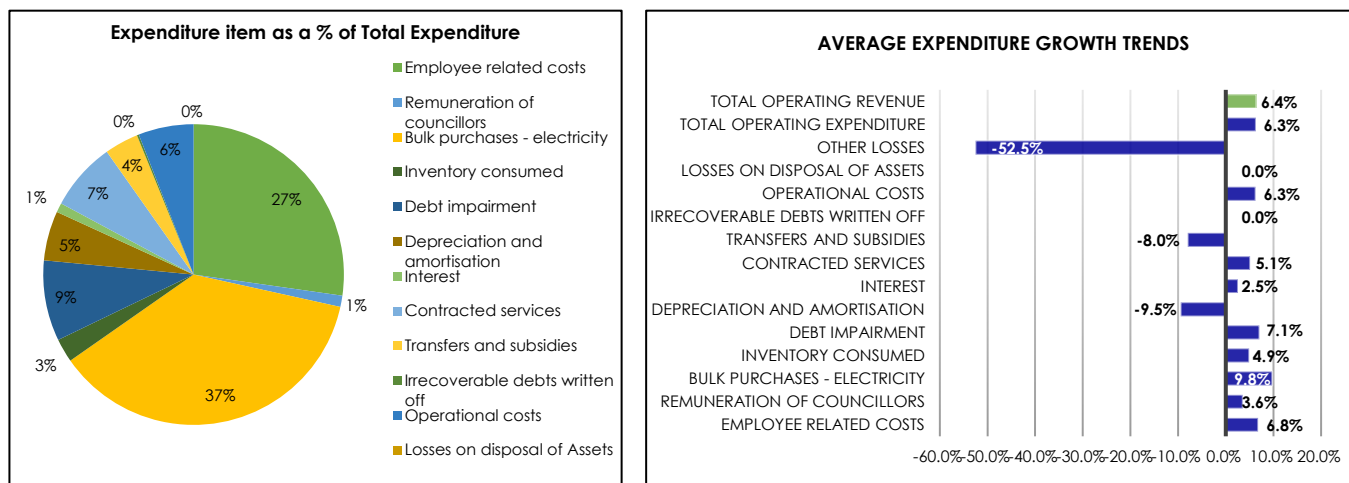 Expenditure item as a % of Total Expenditure
0%
0%
6%
4%
7%
1%
5%
9%
3%
37%
1%
27%
Employee related costs
Remuneration of
councillors
Bulk purchases - electricity
Inventory consumed
Debt impairment
Depreciation and
amortisation
Interest
Contracted services
Transfers and subsidies
Irrecoverable debts written
off
Operational costs
Losses on disposal of Assets
AVERAGE EXPENDITURE GROWTH TRENDS
TOTAL OPERATING REVENUE 6.4%
TOTAL OPERATING EXPENDITURE 6.3%
OTHER LOSSES -52.5%
LOSSES ON DISPOSAL OF ASSETS 0.0%
OPERATIONAL COSTS 6.3%
IRRECOVERABLE DEBTS WRITTEN OFF 0.0%
TRANSFERS AND SUBSIDIES -8.0%
CONTRACTED SERVICES 5.1%
INTEREST 2.5%
DEPRECIATION AND AMORTISATION -9.5%
DEBT IMPAIRMENT 7.1%
INVENTORY CONSUMED 4.9%
BULK PURCHASES - ELECTRICITY 9.8%
REMUNERATION OF COUNCILLORS 3.6%
EMPLOYEE RELATED COSTS 6.8%
-60.0% -50.0% -40.0% -30.0% -20.0% -10.0% 0.0% 10.0% 20.0%